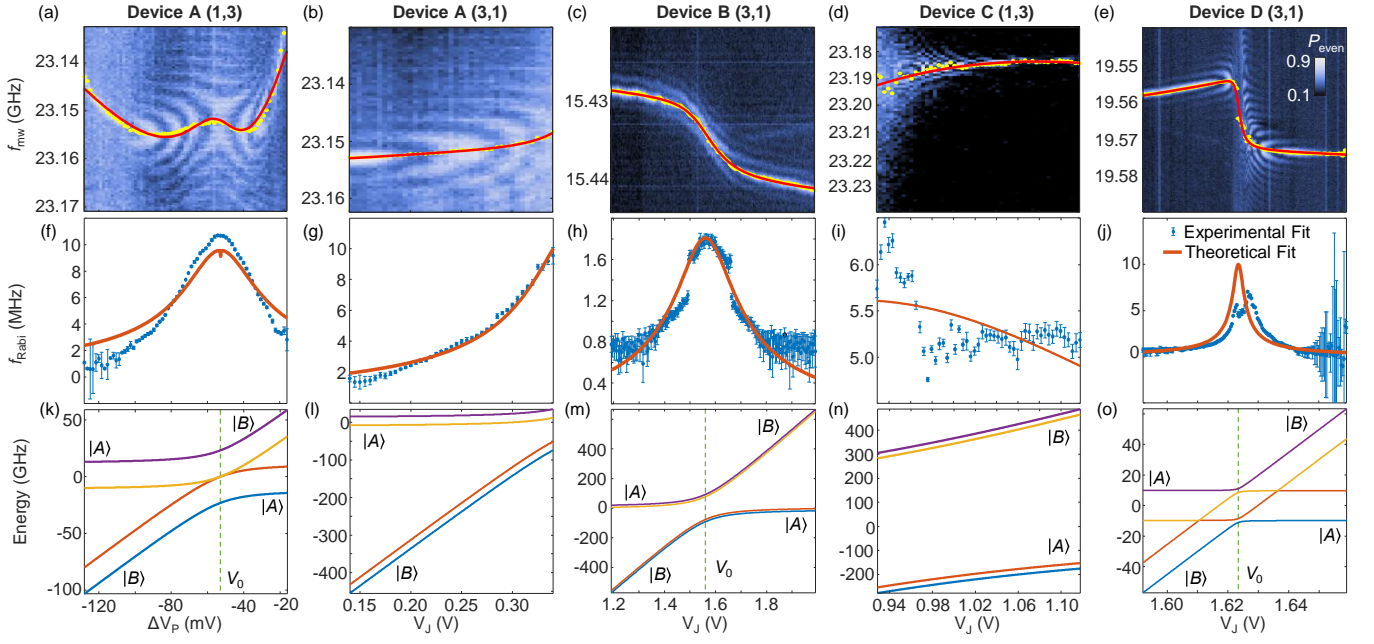 Device A (1,3) Device A (3,1) Device B (3,1) Device C (1,3) Device D (3,1)
(a) (b) (c) (d) (e)
f_mw (GHz)
23.14 23.15 23.16 23.17
23.13 23.14 23.15 23.16
15.43 15.44
23.18 23.19 23.20 23.21 23.22 23.23
19.55 19.56 19.57 19.58
P_even 0.9 0.1
(f) (g) (h) (i) (j)
f_Rabi (MHz)
10 8 6 4 2 0
10 8 6 4 2 0
1.6 1.2 0.8 0.4
6.0 5.5 5.0
10 5 0
Experimental Fit
Theoretical Fit
(k) (l) (m) (n) (o)
Energy (GHz)
50 0 -50 -100
|A⟩ |B⟩ |A⟩ |B⟩ V_0
-120 -80 -40 -20
ΔV_P (mV)
0 -100 -200 -300 -400
|A⟩ |B⟩
0.14 0.20 0.25 0.30
V_J (V)
400 200 0 -200 -400
|A⟩ |A⟩ |B⟩ V_0
1.2 1.4 1.6 1.8
V_J (V)
400 300 200 100 0 -100 -200
|B⟩ |A⟩
0.94 0.98 1.02 1.06 1.10
V_J (V)
60 40 20 0 -20 -40
|A⟩ |B⟩ |A⟩ |B⟩ V_0
1.60 1.62 1.64
V_J (V)